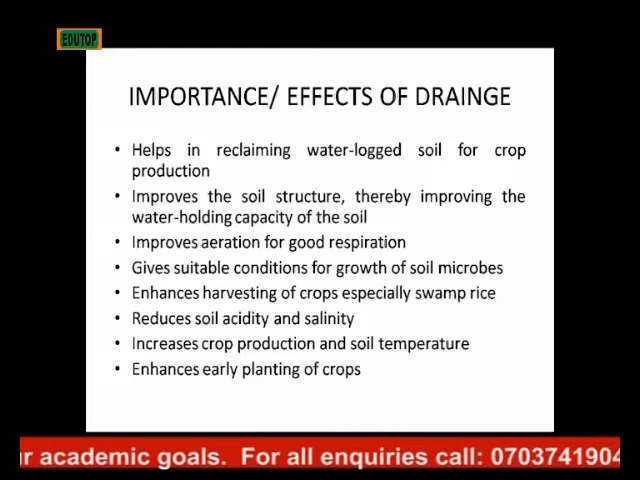 EDUTOP
IMPORTANCE/ EFFECTS OF DRAINGE
• Helps in reclaiming water-logged soil for crop
production
• Improves the soil structure, thereby improving the
water-holding capacity of the soil
• Improves aeration for good respiration
• Gives suitable conditions for growth of soil microbes
• Enhances harvesting of crops especially swamp rice
• Reduces soil acidity and salinity
• Increases crop production and soil temperature
• Enhances early planting of crops
academic goals. For all enquiries call: 070374190